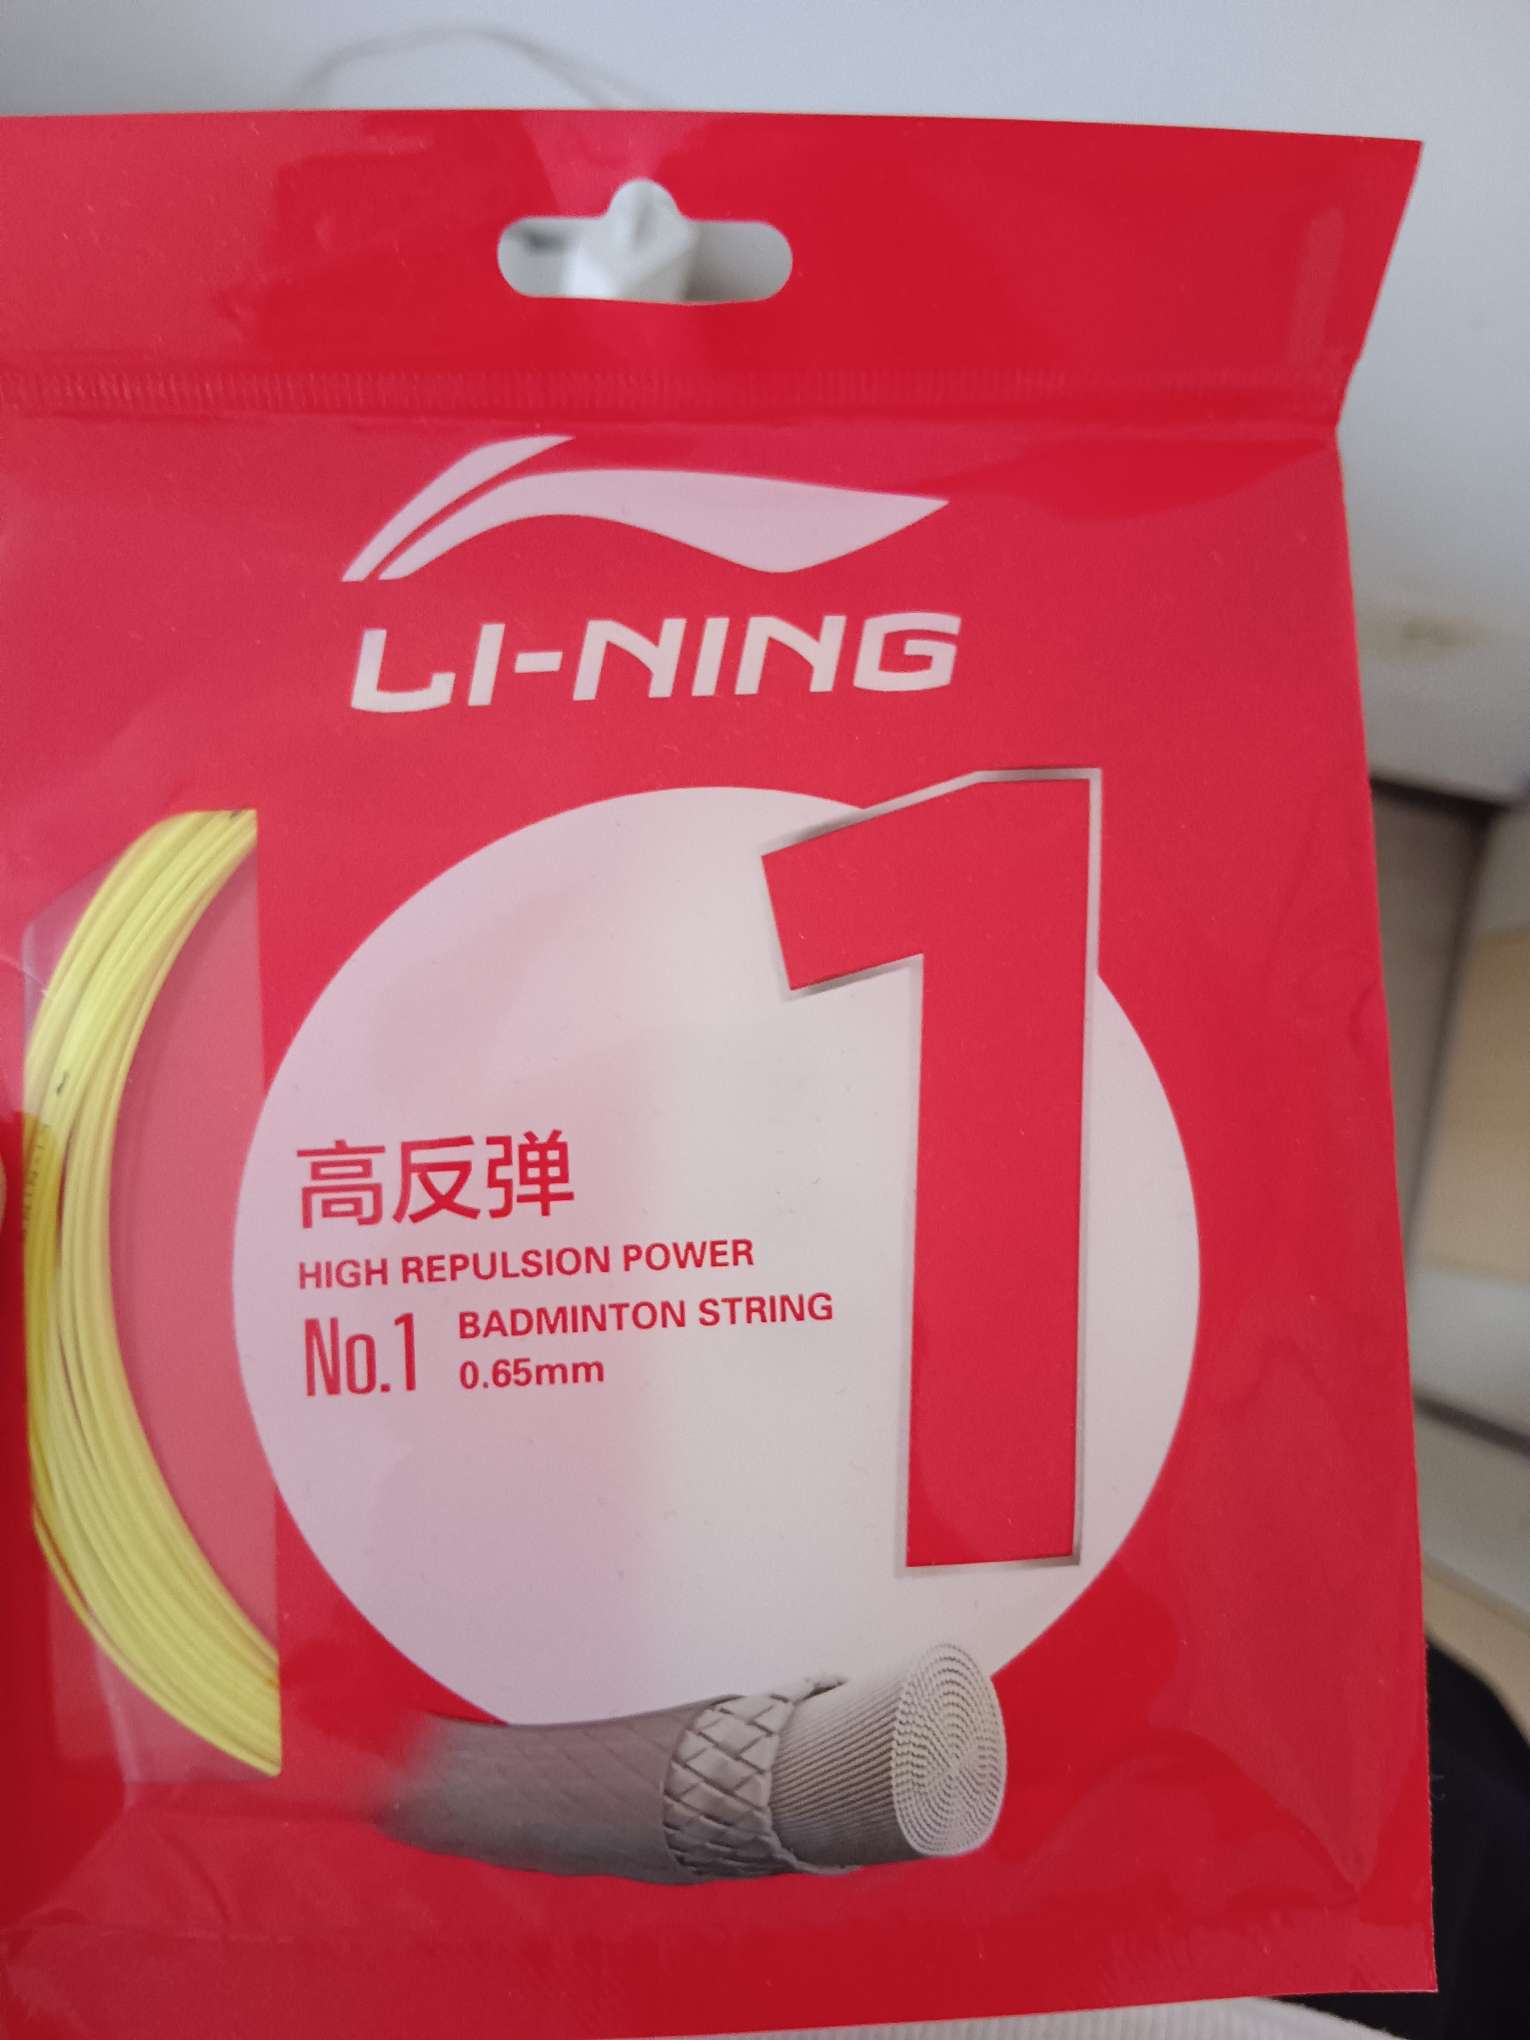 LI-NING
1
高反弹
HIGH REPULSION POWER
No.1 BADMINTON STRING
0.65mm